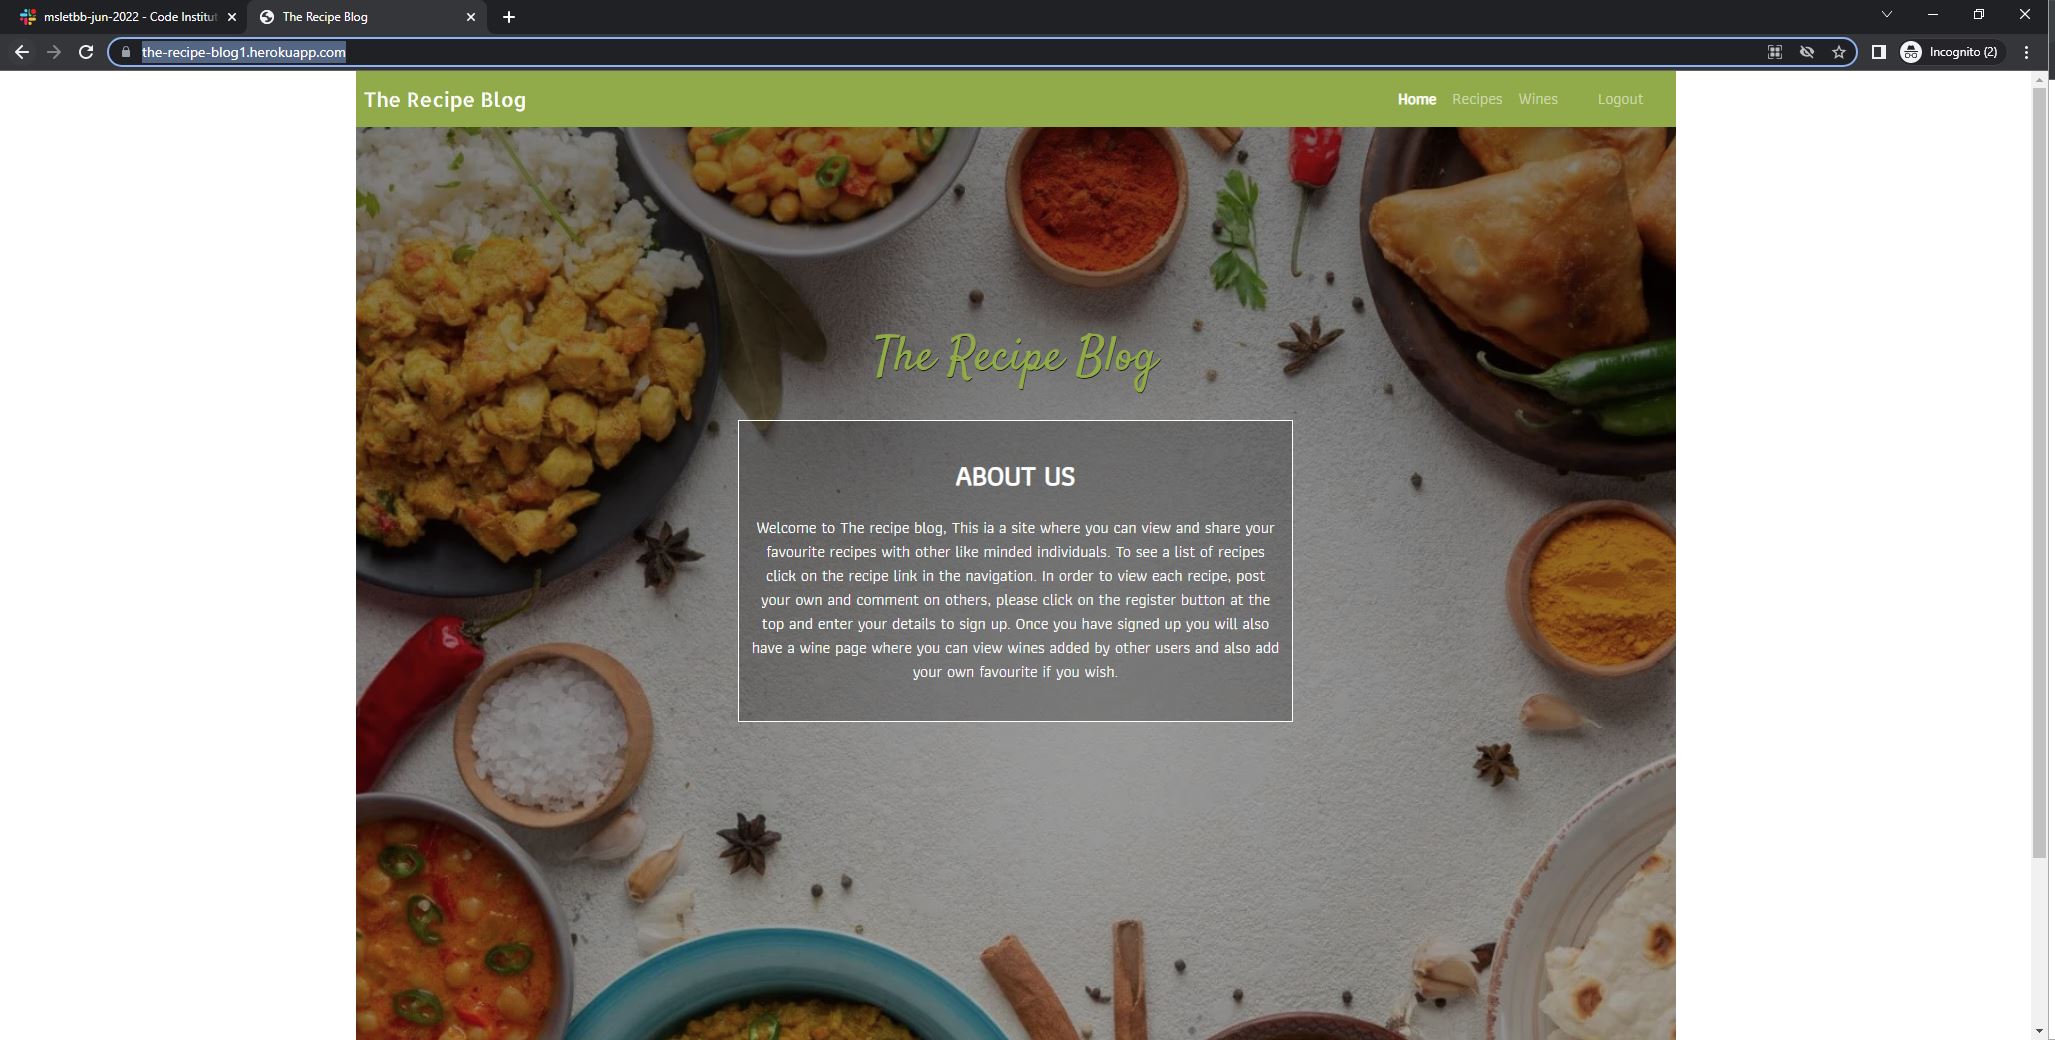 msletbb-jun-2022 - Code Institut
The Recipe Blog
the-recipe-blog1.herokuapp.com
Incognito (2)
The Recipe Blog
Home Recipes Wines Logout
The Recipe Blog
ABOUT US
Welcome to The recipe blog, This ia a site where you can view and share your
favourite recipes with other like minded individuals. To see a list of recipes
click on the recipe link in the navigation. In order to view each recipe, post
your own and comment on others, please click on the register button at the
top and enter your details to sign up. Once you have signed up you will also
have a wine page where you can view wines added by other users and also add
your own favourite if you wish.